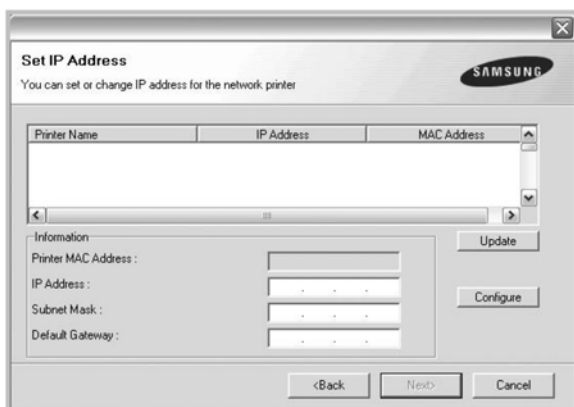 Set IP Address
You can set or change IP address for the network printer
SAMSUNG
Printer Name IP Address MAC Address
Information
Printer MAC Address :
IP Address :
Subnet Mask :
Default Gateway :
Update
Configure
<Back Next> Cancel